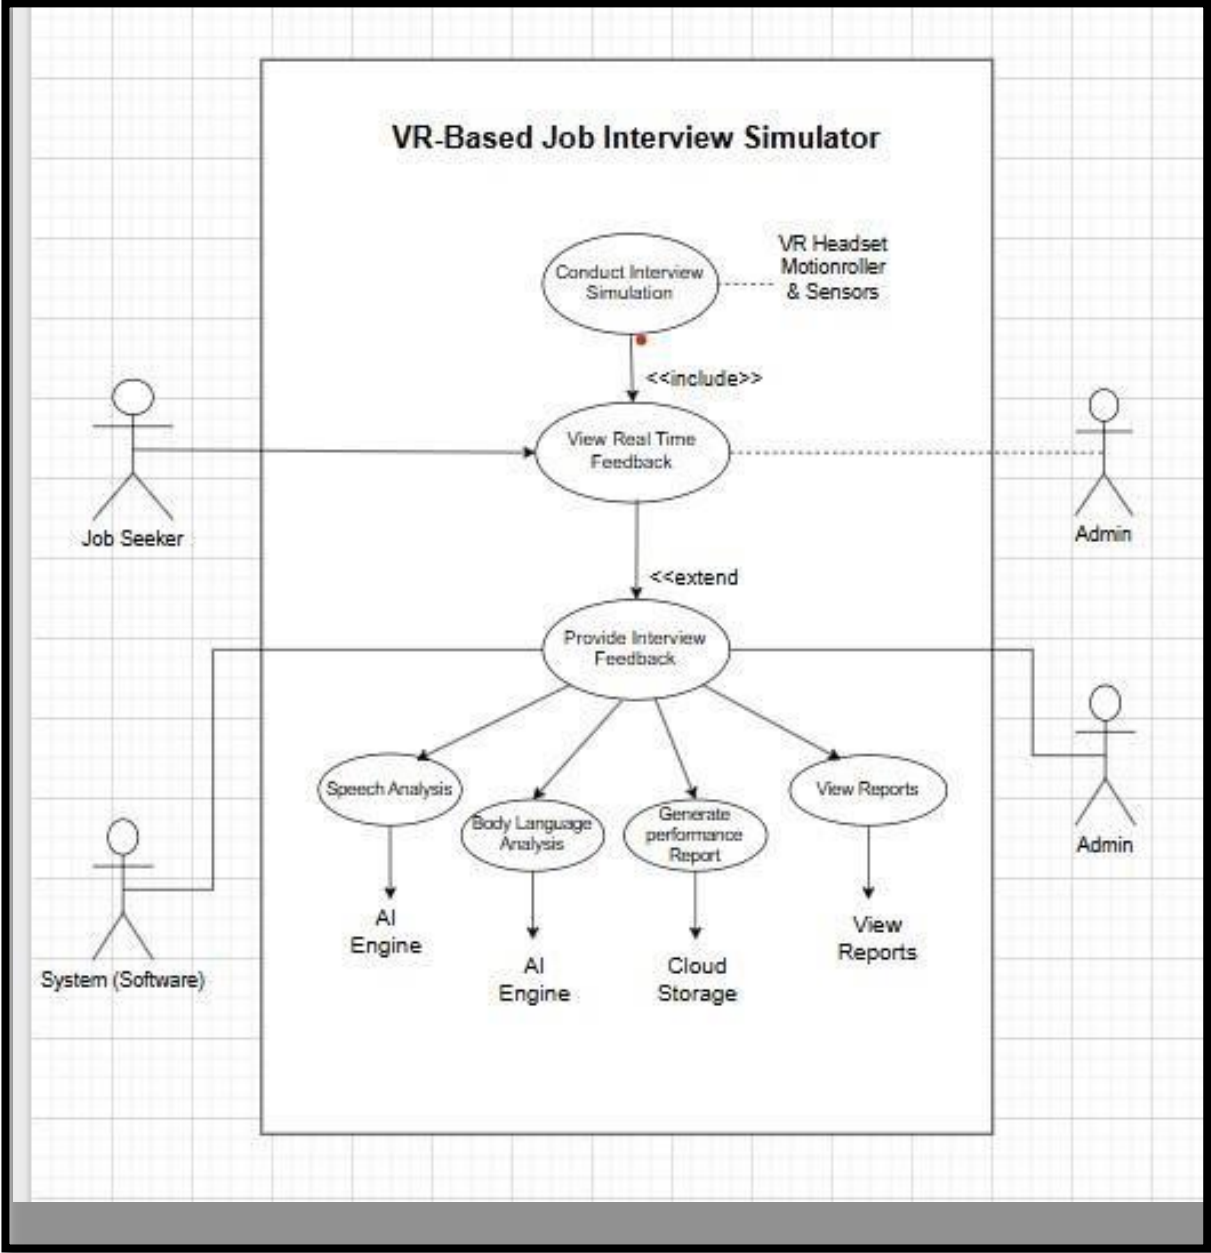 VR-Based Job Interview Simulator
Conduct Interview
Simulation
VR Headset
Motionroller
& Sensors
<<include>>
View Real Time
Feedback
Job Seeker
Admin
<<extend
Provide Interview
Feedback
Speech Analysis
Body Language
Analysis
Generate
performance
Report
View Reports
Admin
AI
Engine
AI
Engine
Cloud
Storage
View
Reports
System (Software)